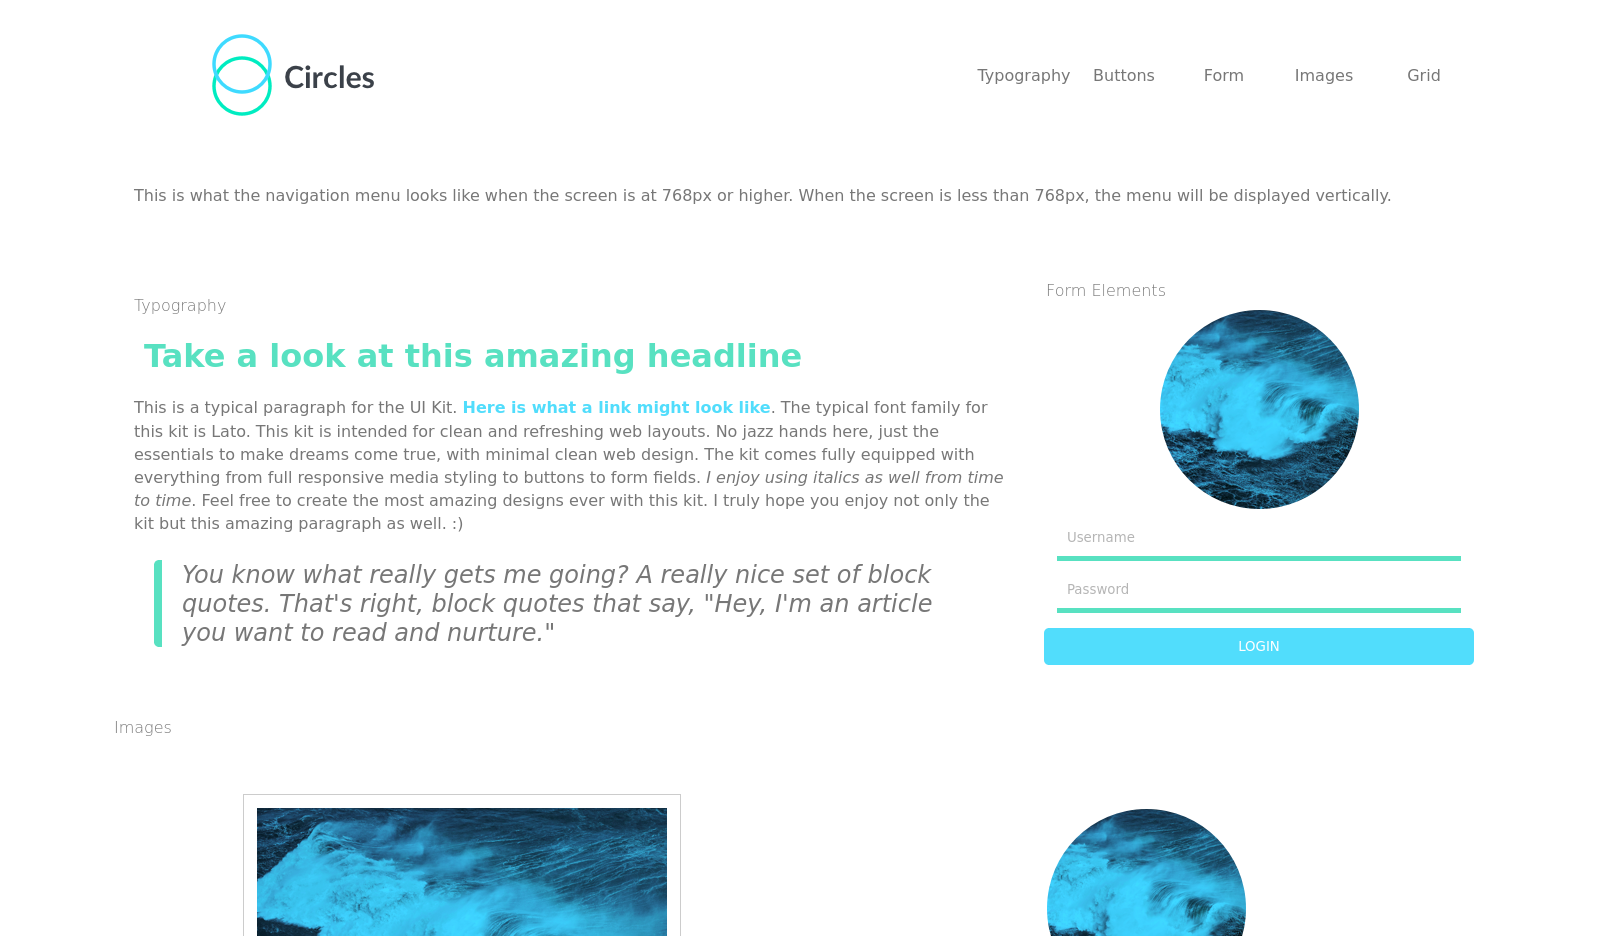 Circles
Typography Buttons Form Images Grid
This is what the navigation menu looks like when the screen is at 768px or higher. When the screen is less than 768px, the menu will be displayed vertically.
Typography
Take a look at this amazing headline
This is a typical paragraph for the UI Kit. Here is what a link might look like. The typical font family for
this kit is Lato. This kit is intended for clean and refreshing web layouts. No jazz hands here, just the
essentials to make dreams come true, with minimal clean web design. The kit comes fully equipped with
everything from full responsive media styling to buttons to form fields. I enjoy using italics as well from time
to time. Feel free to create the most amazing designs ever with this kit. I truly hope you enjoy not only the
kit but this amazing paragraph as well. :)
You know what really gets me going? A really nice set of block
quotes. That's right, block quotes that say, "Hey, I'm an article
you want to read and nurture."
Form Elements
Username
Password
LOGIN
Images